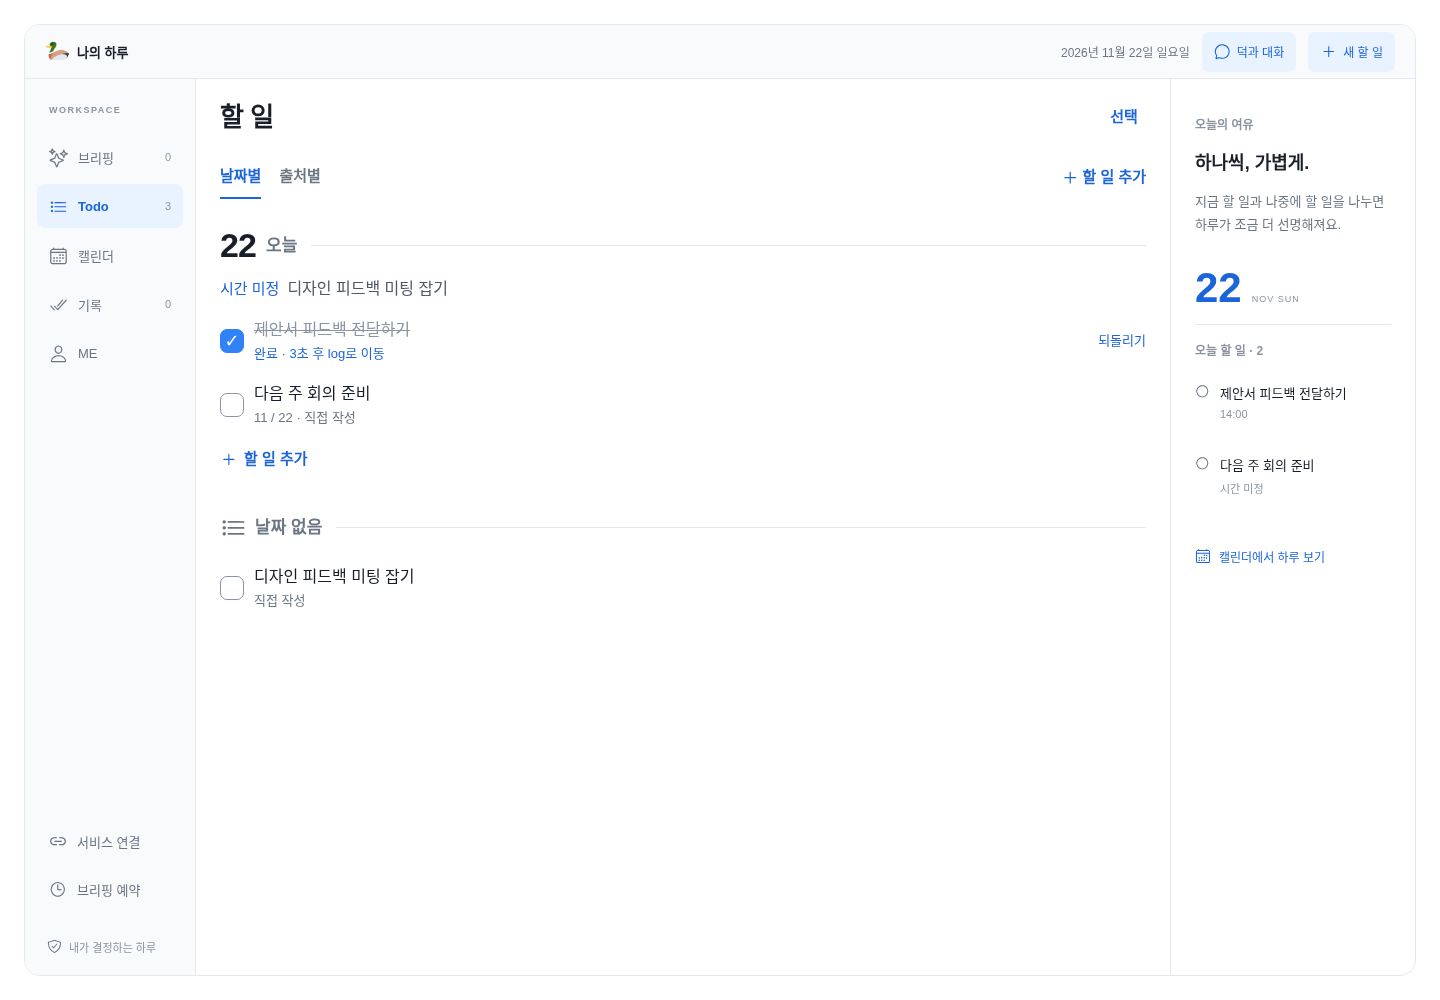 나의 하루
2026년 11월 22일 일요일
덕과 대화
새 할 일
WORKSPACE
브리핑 0
Todo 3
캘린더
기록 0
ME
서비스 연결
브리핑 예약
내가 결정하는 하루
할 일
선택
날짜별 출처별
할 일 추가
22 오늘
시간 미정 디자인 피드백 미팅 잡기
제안서 피드백 전달하기
완료 · 3초 후 log로 이동
되돌리기
다음 주 회의 준비
11 / 22 · 직접 작성
할 일 추가
날짜 없음
디자인 피드백 미팅 잡기
직접 작성
오늘의 여유
하나씩, 가볍게.
지금 할 일과 나중에 할 일을 나누면
하루가 조금 더 선명해져요.
22 NOV SUN
오늘 할 일 · 2
제안서 피드백 전달하기
14:00
다음 주 회의 준비
시간 미정
캘린더에서 하루 보기